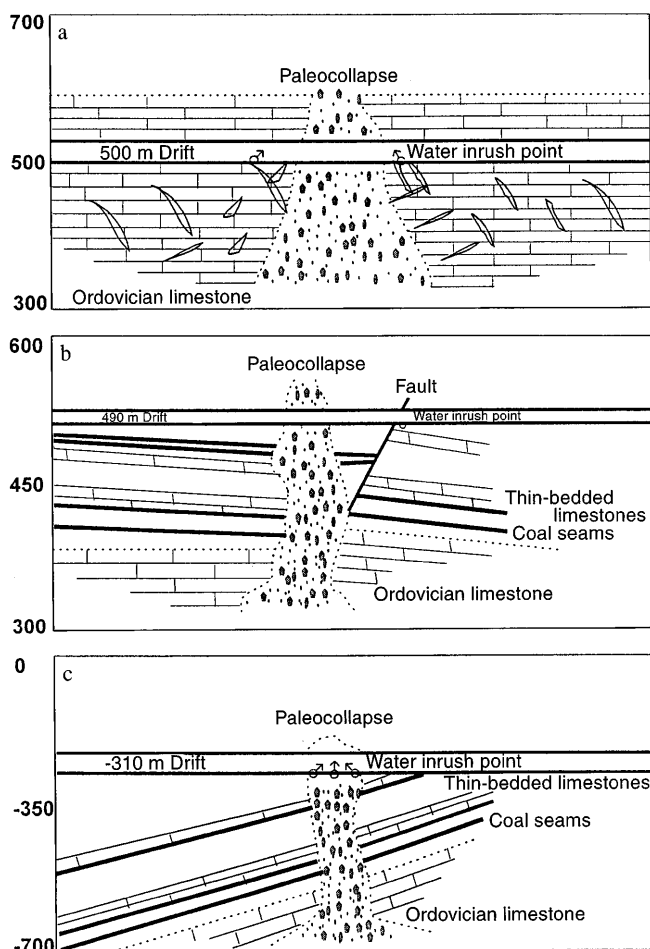 700
a
Paleocollapse
500 m Drift
Water inrush point
500
Ordovician limestone
300
600
b
Paleocollapse
Fault
490 m Drift
Water inrush point
450
Thin-bedded
limestones
Coal seams
Ordovician limestone
300
0
c
Paleocollapse
-310 m Drift
Water inrush point
Thin-bedded limestones
-350
Coal seams
Ordovician limestone
-700